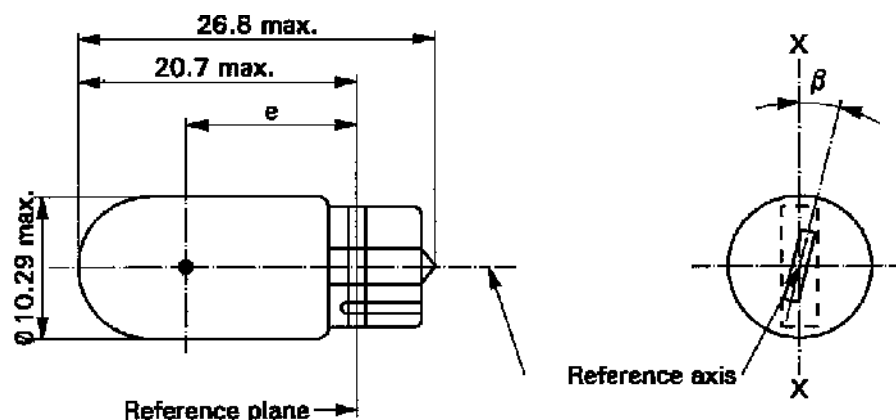 26.8 max.
20.7 max.
e
Ø 10.29 max.
Reference plane
X
β
Reference axis
X